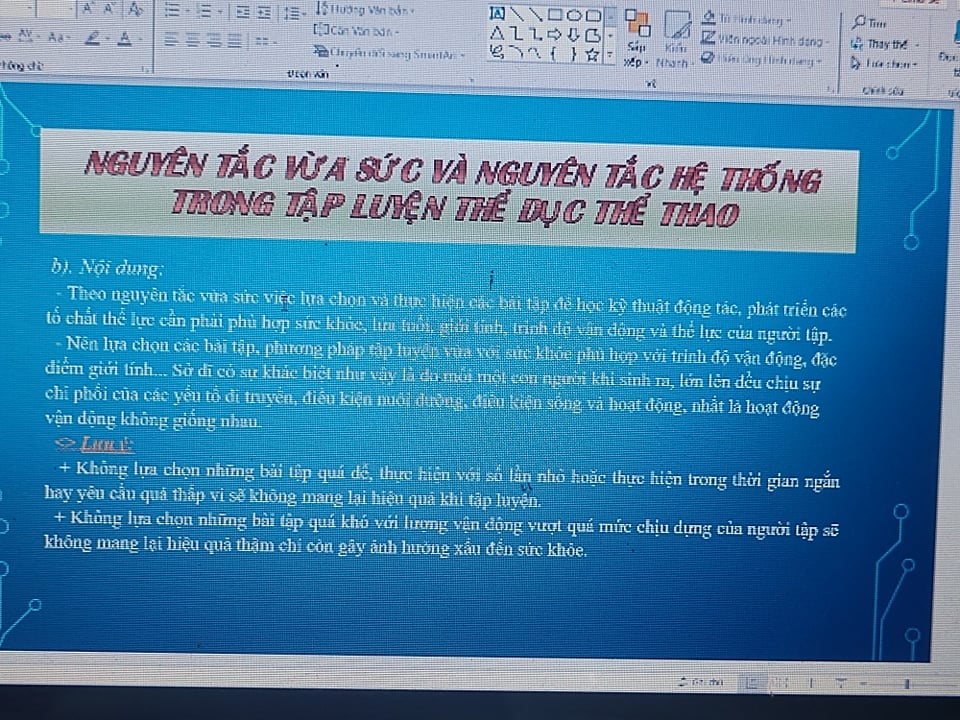 Hướng Văn bản
Căn Văn bản
Chuyển đổi sang SmartArt
Đoạn văn
Sắp
xếp
Kiểu
Nhanh
Viền ngoài Hình dạng
Hiệu ứng Hình dạng
Vẽ
Tìm
Thay thế
Aa
NGUYÊN TẮC VỪA SỨC VÀ NGUYÊN TẮC HỆ THỐNG
TRONG TẬP LUYỆN THỂ DỤC THỂ THAO
b). Nội dung:
- Theo nguyên tắc vừa sức việc lựa chọn và thực hiện các bài tập để học kỹ thuật động tác, phát triển các
tố chất thể lực cần phải phù hợp sức khỏe, lứa tuổi, giới tính, trình độ vận động và thể lực của người tập.
- Nên lựa chọn các bài tập, phương pháp tập luyện vừa với sức khỏe phù hợp với trình độ vận động, đặc
điểm giới tính... Sở dĩ có sự khác biệt như vậy là do mỗi một con người khi sinh ra, lớn lên đều chịu sự
chi phối của các yếu tố di truyền, điều kiện nuôi dưỡng, điều kiện sống và hoạt động, nhất là hoạt động
vận động không giống nhau.
<> Lưu ý:
+ Không lựa chọn những bài tập quá dể, thực hiện với số lần nhỏ hoặc thực hiện trong thời gian ngắn
hay yêu cầu quá thấp vì sẽ không mang lại hiệu quả khi tập luyện.
+ Không lựa chọn những bài tập quá khó với lượng vận động vượt quá mức chịu đựng của người tập sẽ
không mang lại hiệu quả thậm chí còn gây ảnh hưởng xấu đến sức khỏe.